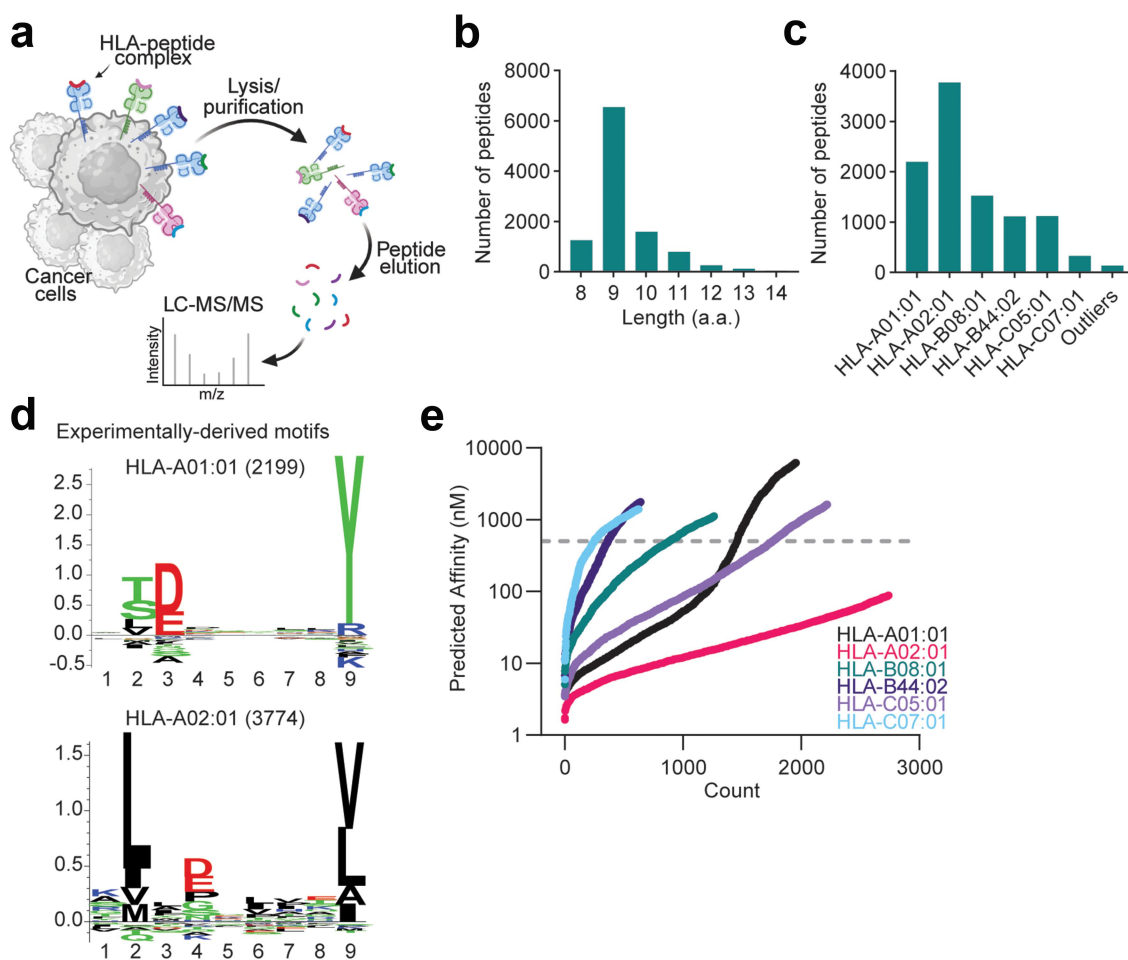 a
HLA-peptide
complex
Lysis/
purification
Peptide
elution
Cancer
cells
LC-MS/MS
Intensity
m/z
b
Number of peptides
8000
6000
4000
2000
0
8 9 10 11 12 13 14
Length (a.a.)
c
Number of peptides
4000
3000
2000
1000
0
HLA-A01:01
HLA-A02:01
HLA-B08:01
HLA-B44:02
HLA-C05:01
HLA-C07:01
Outliers
d
Experimentally-derived motifs
HLA-A01:01 (2199)
2.5
2.0
1.5
1.0
0.5
0.0
-0.5
T
S
D
E
A
Y
R
K
1 2 3 4 5 6 7 8 9
HLA-A02:01 (3774)
1.5
1.0
0.5
0.0
L
V
M
D
E
V
L
A
1 2 3 4 5 6 7 8 9
e
Predicted Affinity (nM)
10000
1000
100
10
1
HLA-A01:01
HLA-A02:01
HLA-B08:01
HLA-B44:02
HLA-C05:01
HLA-C07:01
0 1000 2000 3000
Count